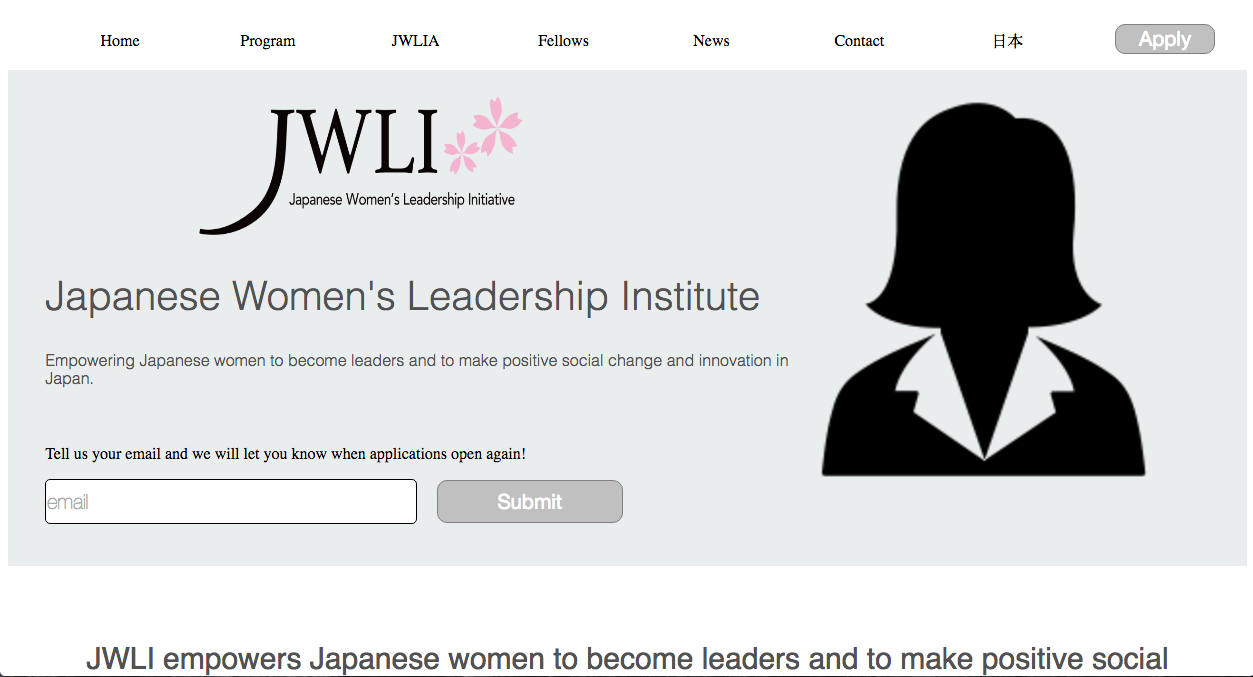 Home Program JWLIA Fellows News Contact 日本 Apply
JWLI
Japanese Women's Leadership Initiative
Japanese Women's Leadership Institute
Empowering Japanese women to become leaders and to make positive social change and innovation in
Japan.
Tell us your email and we will let you know when applications open again!
email Submit
JWLI empowers Japanese women to become leaders and to make positive social